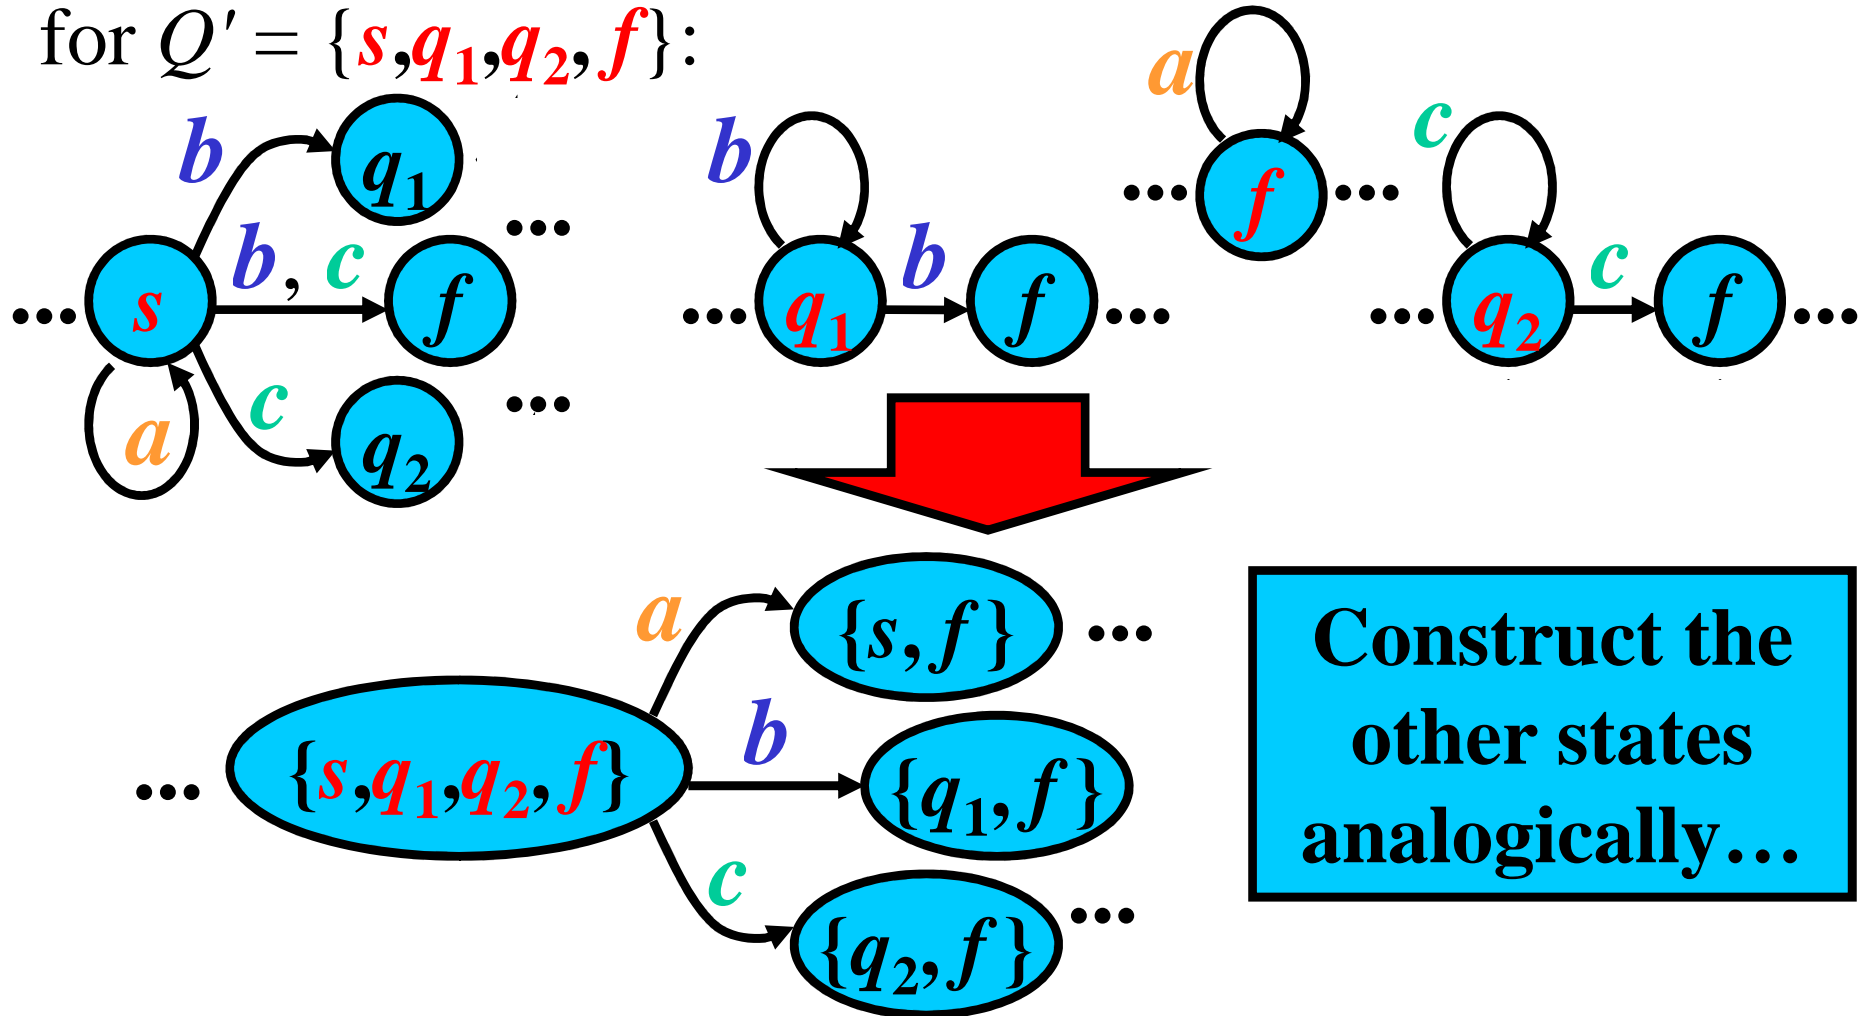 for Q' = {s,q₁,q₂,f}:
a
c
b
q₁
b
f
b, c
f
s
b
q₁
f
c
q₂
f
c
a
q₂
a
{s,f}
b
{s,q₁,q₂,f}
{q₁,f}
c
{q₂,f}
Construct the
other states
analogically…